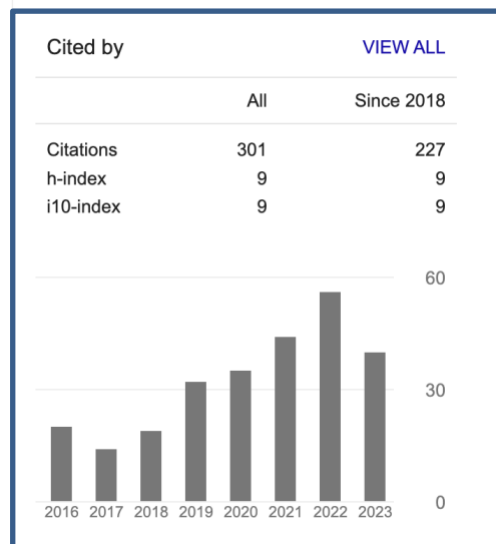 Cited by VIEW ALL
All Since 2018
Citations 301 227
h-index 9 9
i10-index 9 9
60
30
0
2016 2017 2018 2019 2020 2021 2022 2023